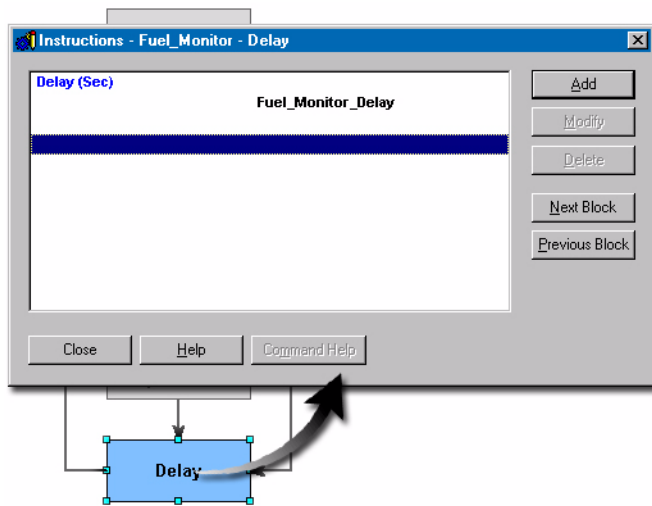 Instructions - Fuel_Monitor - Delay
Delay (Sec)
Fuel_Monitor_Delay
Add
Modify
Delete
Next Block
Previous Block
Close
Help
Command Help
Delay